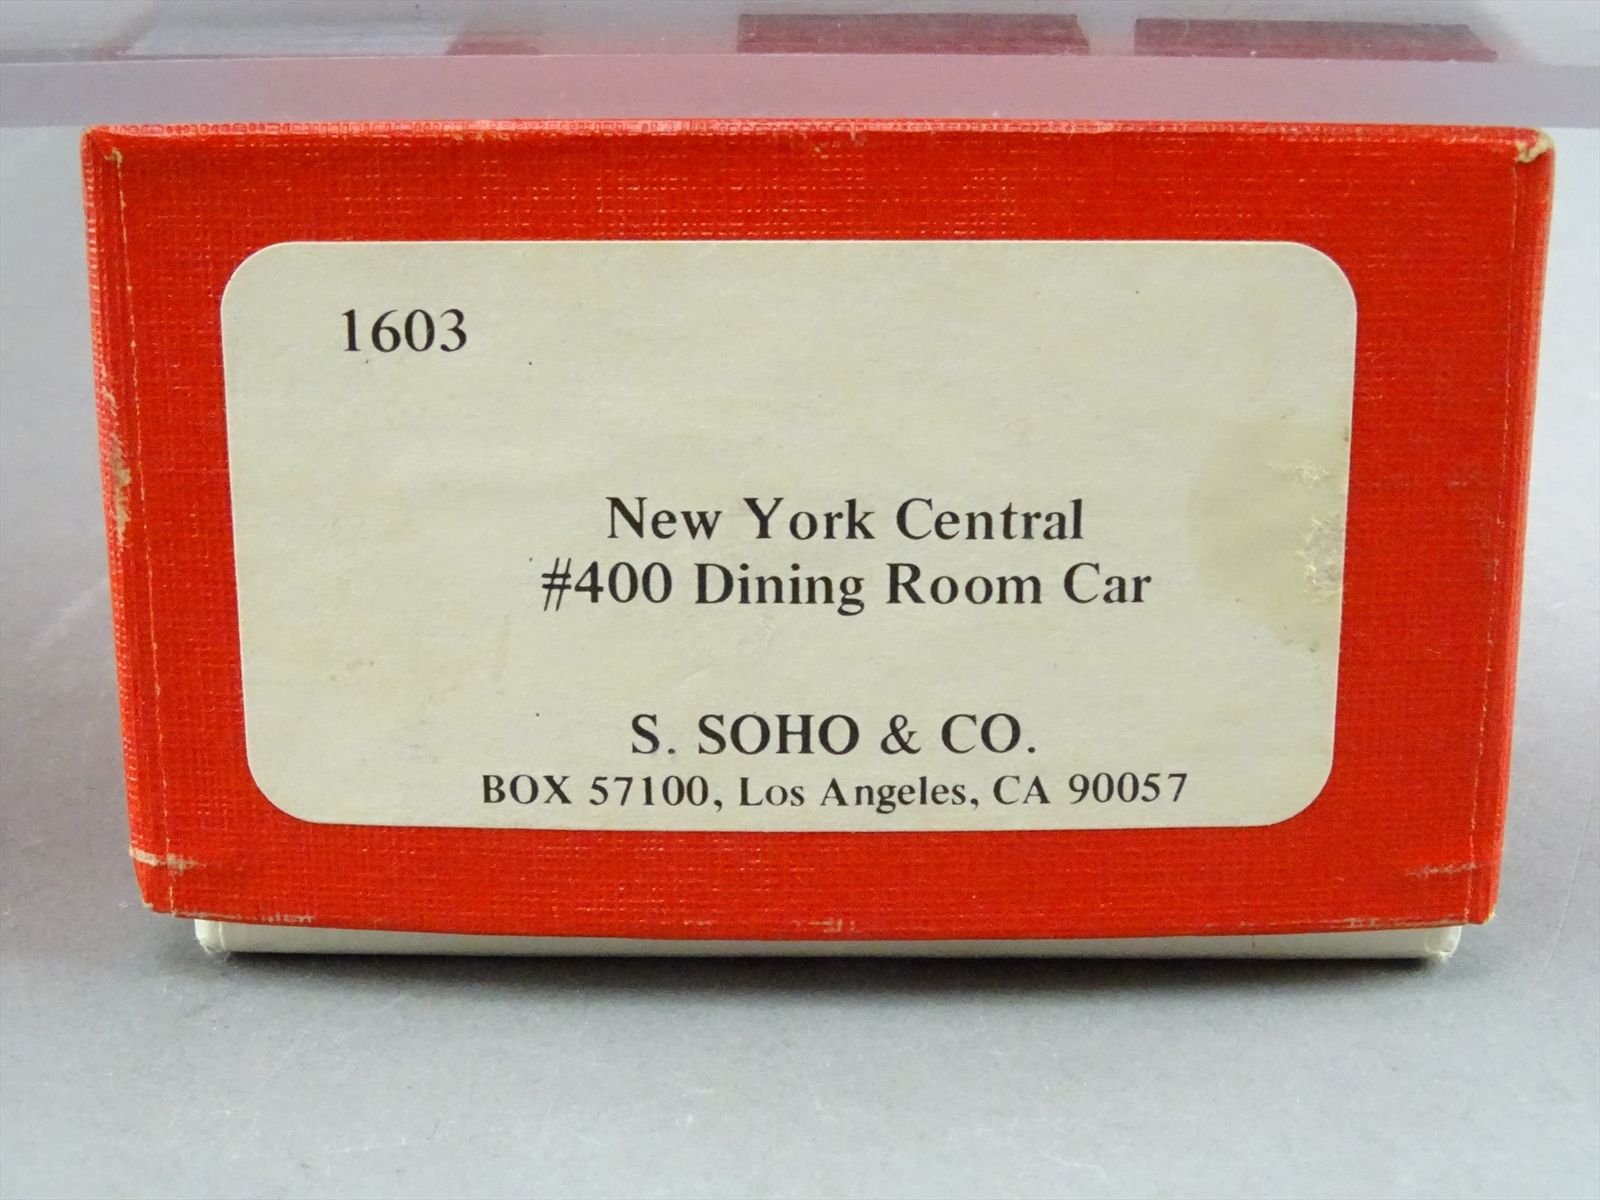 1603
New York Central
#400 Dining Room Car
S. SOHO & CO.
BOX 57100, Los Angeles, CA 90057